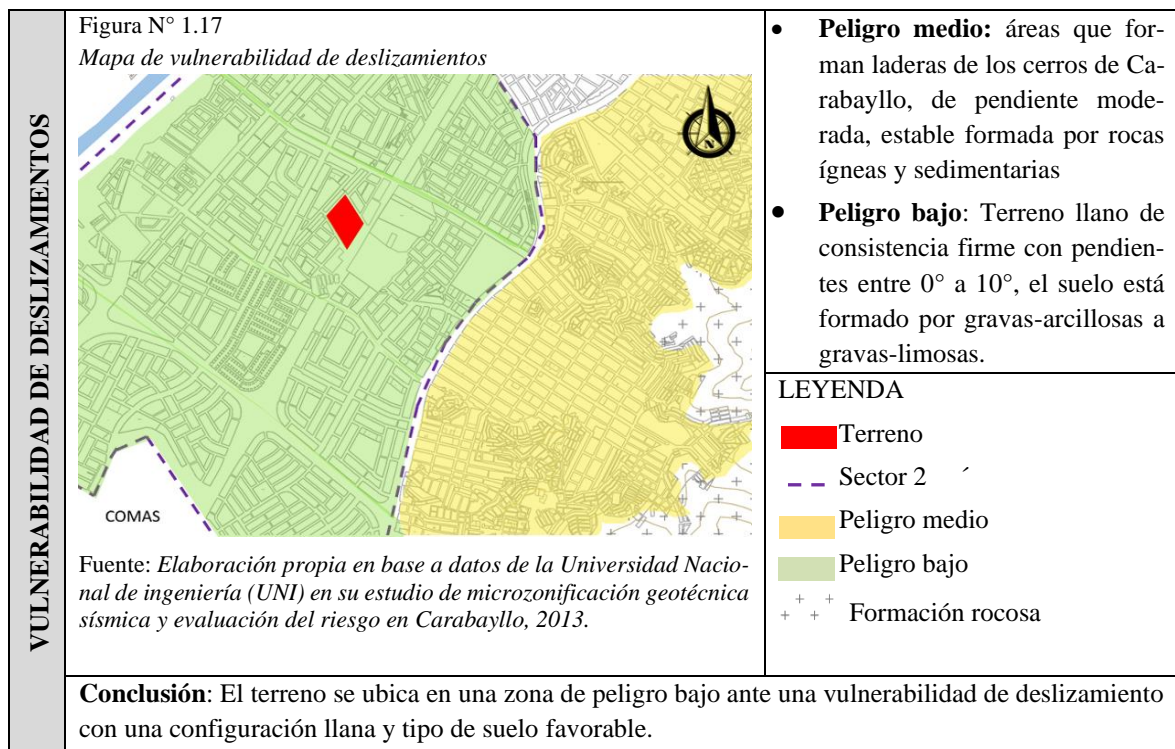 VULNERABILIDAD DE DESLIZAMIENTOS
Figura N° 1.17
Mapa de vulnerabilidad de deslizamientos
N
COMAS
Fuente: Elaboración propia en base a datos de la Universidad Nacio-
nal de ingeniería (UNI) en su estudio de microzonificación geotécnica
sísmica y evaluación del riesgo en Carabayllo, 2013.
• Peligro medio: áreas que for-
man laderas de los cerros de Ca-
rabayllo, de pendiente mode-
rada, estable formada por rocas
ígneas y sedimentarias
• Peligro bajo: Terreno llano de
consistencia firme con pendien-
tes entre 0° a 10°, el suelo está
formado por gravas-arcillosas a
gravas-limosas.
LEYENDA
Terreno
Sector 2 ´
Peligro medio
Peligro bajo
Formación rocosa
Conclusión: El terreno se ubica en una zona de peligro bajo ante una vulnerabilidad de deslizamiento
con una configuración llana y tipo de suelo favorable.